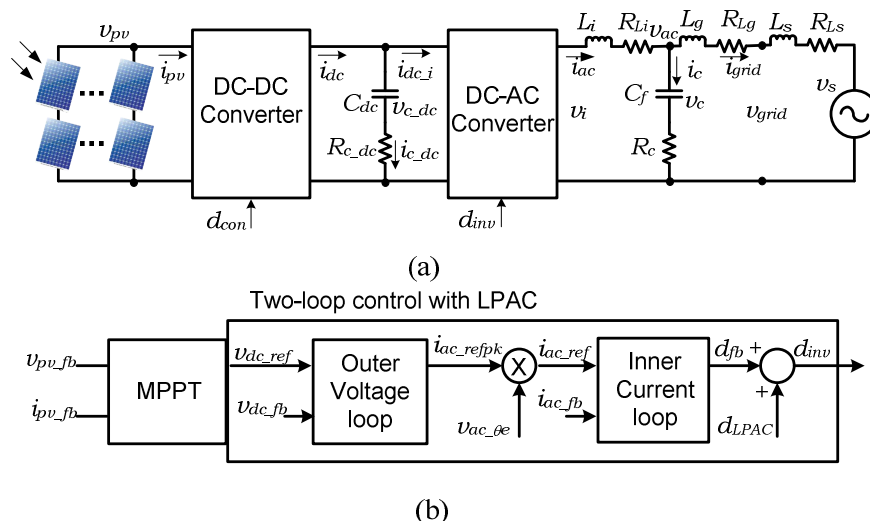 v_pv
i_pv
DC-DC
Converter
d_con
i_dc
i_dc_i
C_dc
v_c_dc
R_c_dc
i_c_dc
DC-AC
Converter
d_inv
L_i
R_Li
v_ac
L_g
R_Lg
L_s
R_Ls
i_ac
i_c
i_grid
v_i
C_f
v_c
v_grid
v_s
R_c
(a)
Two-loop control with LPAC
v_pv_fb
i_pv_fb
MPPT
v_dc_ref
v_dc_fb
Outer
Voltage
loop
i_ac_refpk
X
v_ac_θe
i_ac_ref
i_ac_fb
Inner
Current
loop
d_fb
+
+
d_LPAC
d_inv
(b)